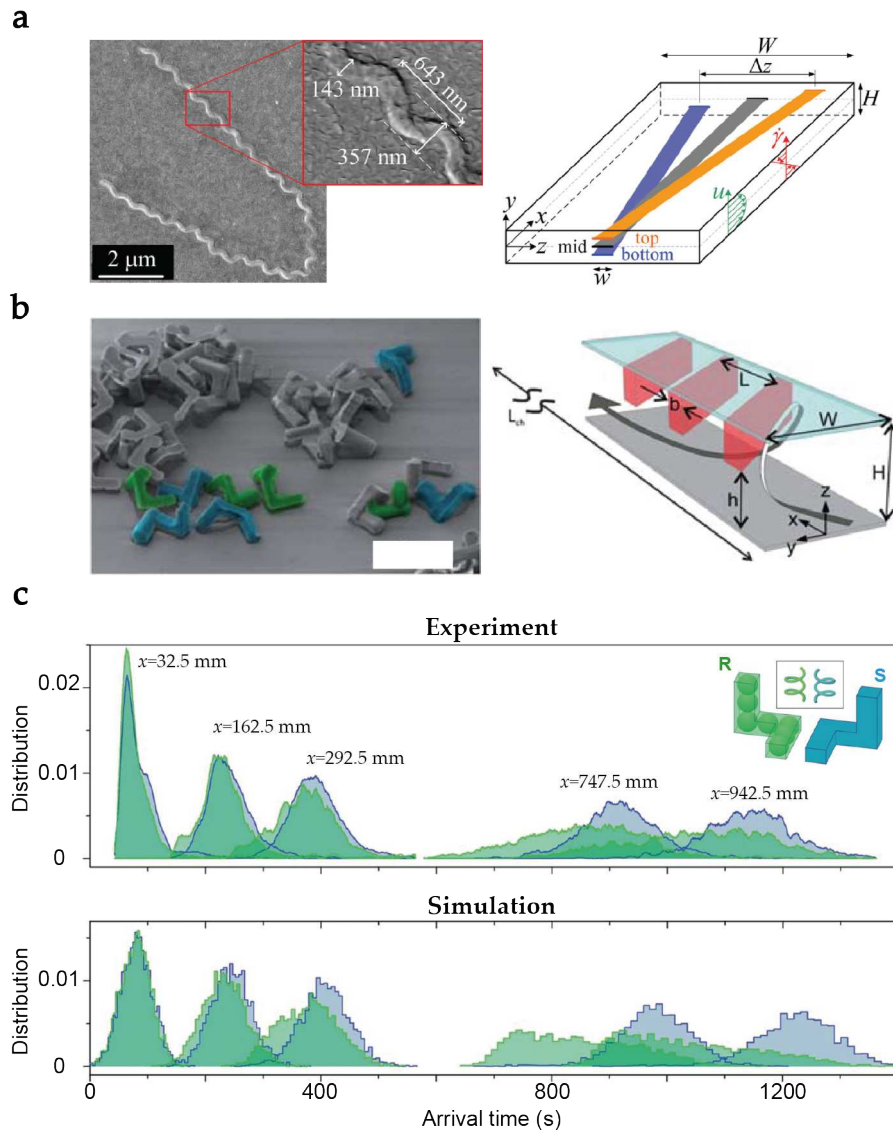 a
143 nm
643 nm
357 nm
2 μm
W
Δz
H
γ̇
u
y
x
z
mid
top
bottom
w
b
L
b
W
L_ch
H
h
z
x
y
c
Experiment
x=32.5 mm
x=162.5 mm
x=292.5 mm
x=747.5 mm
x=942.5 mm
R
S
0.02
0.01
0
Distribution
Simulation
0.01
0
Distribution
0
400
800
1200
Arrival time (s)